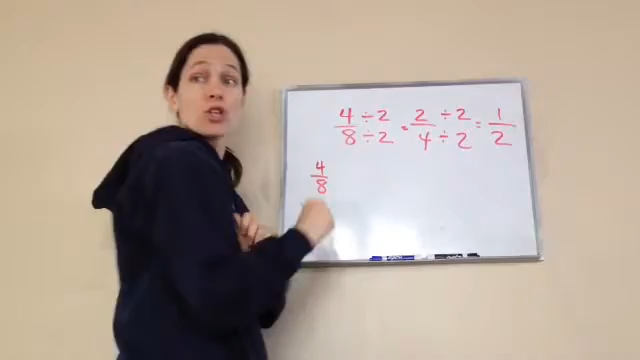 4 ÷ 2 = 2 ÷ 2 = 1
8 ÷ 2 4 ÷ 2 2
4
8